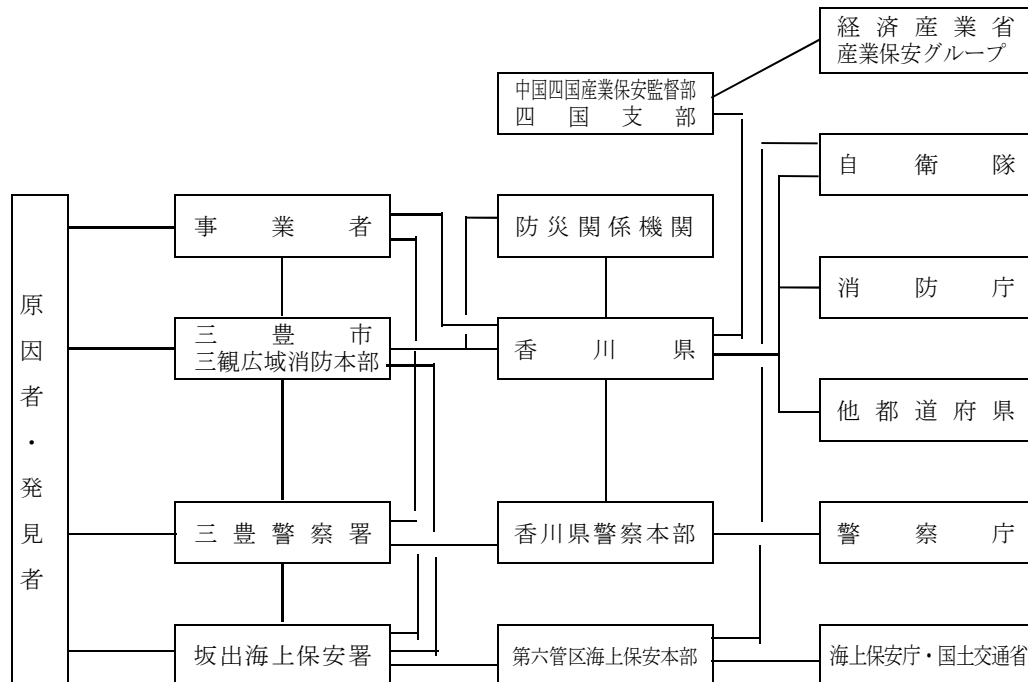 経済産業省
産業保安グループ
中国四国産業保安監督部
四国支部
自衛隊
事業者
防災関係機関
原因者・発見者
消防庁
三豊市
三観広域消防本部
香川県
他都道府県
三豊警察署
香川県警察本部
警察庁
坂出海上保安署
第六管区海上保安本部
海上保安庁・国土交通省